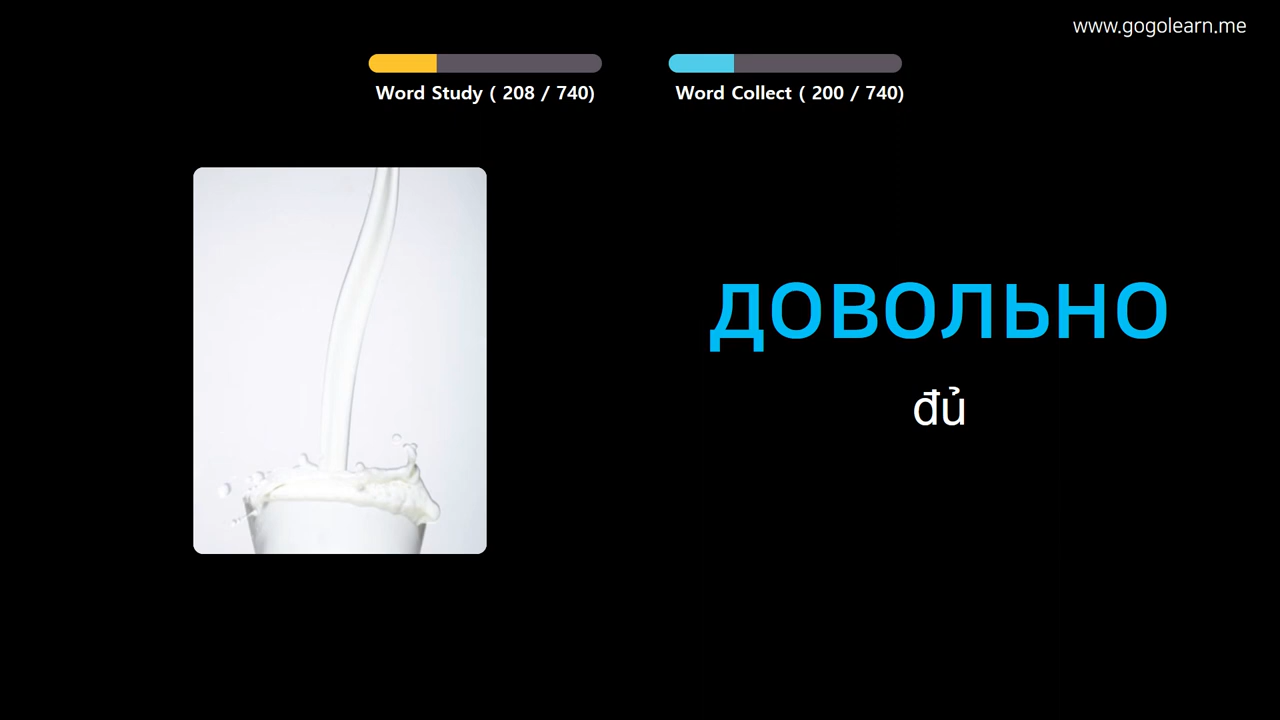 www.gogolearn.me
Word Study ( 208 / 740)
Word Collect ( 200 / 740)
довольно
đủ